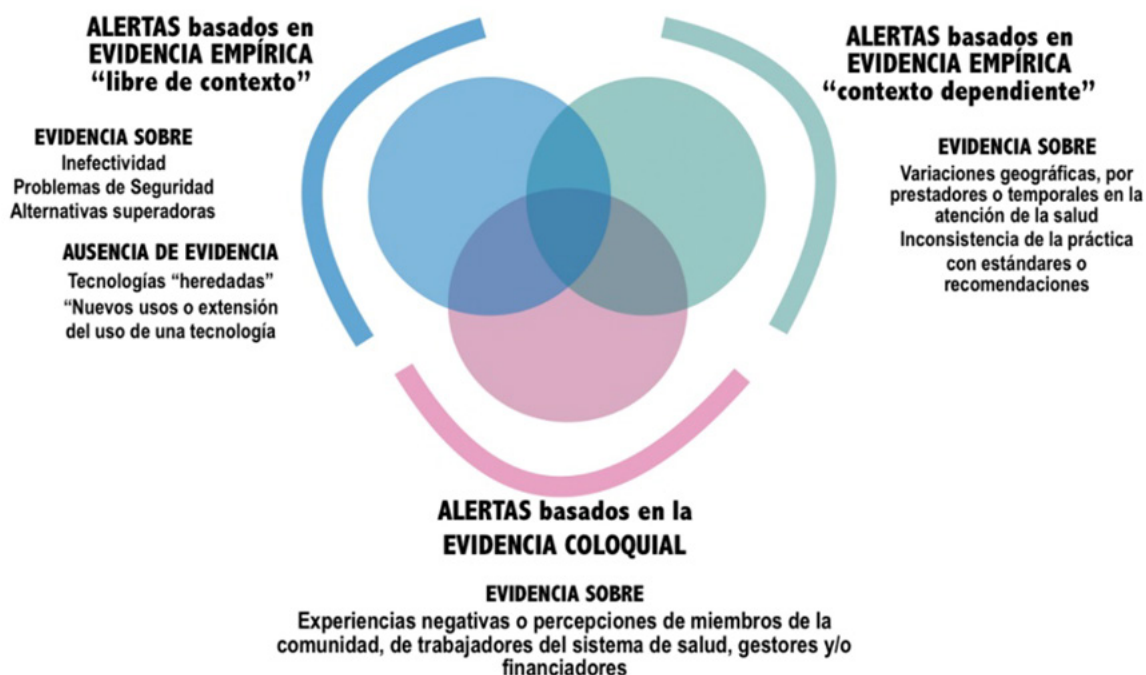 ALERTAS basados en
EVIDENCIA EMPÍRICA
“libre de contexto”
EVIDENCIA SOBRE
Inefectividad
Problemas de Seguridad
Alternativas superadoras
AUSENCIA DE EVIDENCIA
Tecnologías “heredadas”
“Nuevos usos o extensión
del uso de una tecnología
ALERTAS basados en
EVIDENCIA EMPÍRICA
“contexto dependiente”
EVIDENCIA SOBRE
Variaciones geográficas, por
prestadores o temporales en la
atención de la salud
Inconsistencia de la práctica
con estándares o
recomendaciones
ALERTAS basados en la
EVIDENCIA COLOQUIAL
EVIDENCIA SOBRE
Experiencias negativas o percepciones de miembros de la
comunidad, de trabajadores del sistema de salud, gestores y/o
financiadores